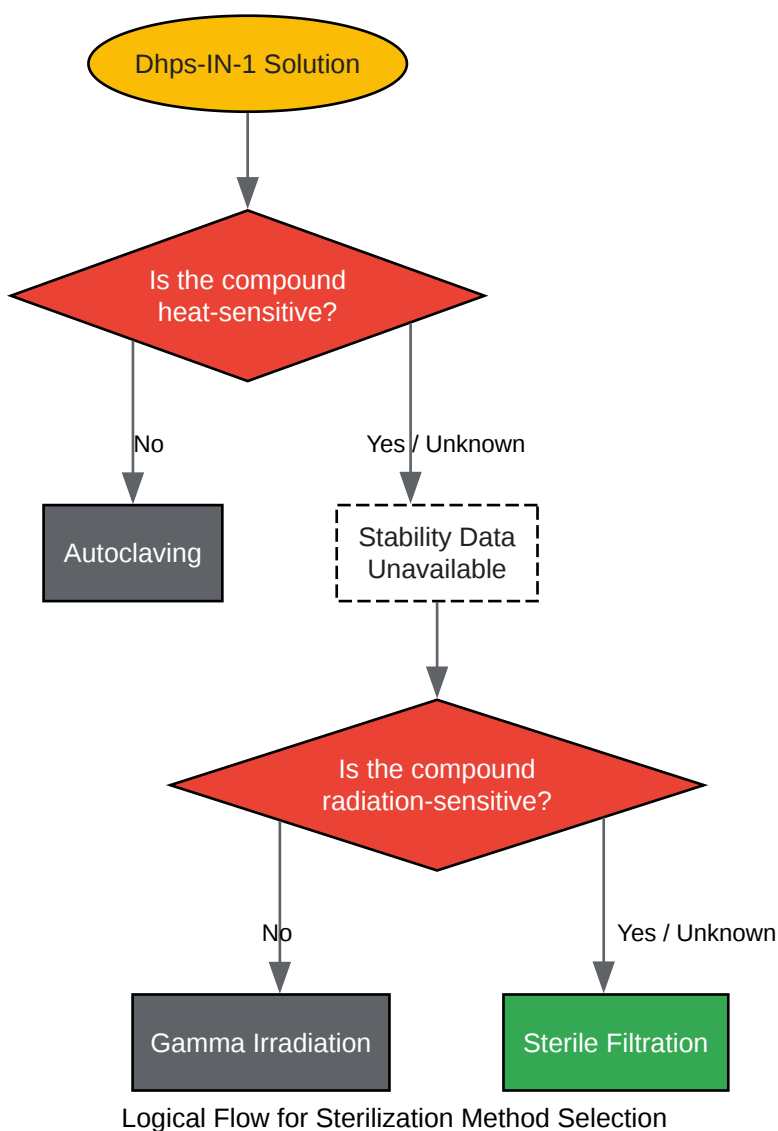 Dhps-IN-1 Solution
Is the compound
heat-sensitive?
No
Yes / Unknown
Autoclaving
Stability Data
Unavailable
Is the compound
radiation-sensitive?
No
Yes / Unknown
Gamma Irradiation
Sterile Filtration
Logical Flow for Sterilization Method Selection